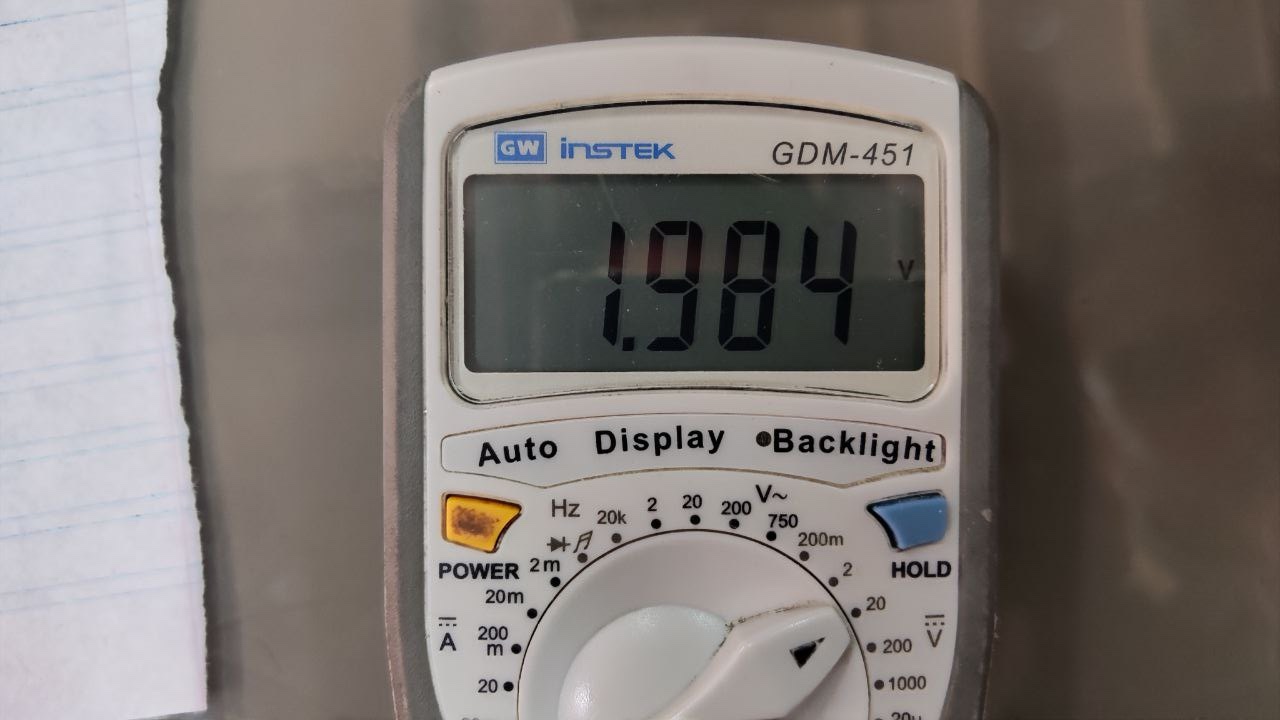 GW INSTEK GDM-451
1.984 V
Auto Display Backlight
Hz 20k 2 20 200 V~ 750 200m 2 20 200 1000
POWER
HOLD
2m
20m
A
200
m
20
V